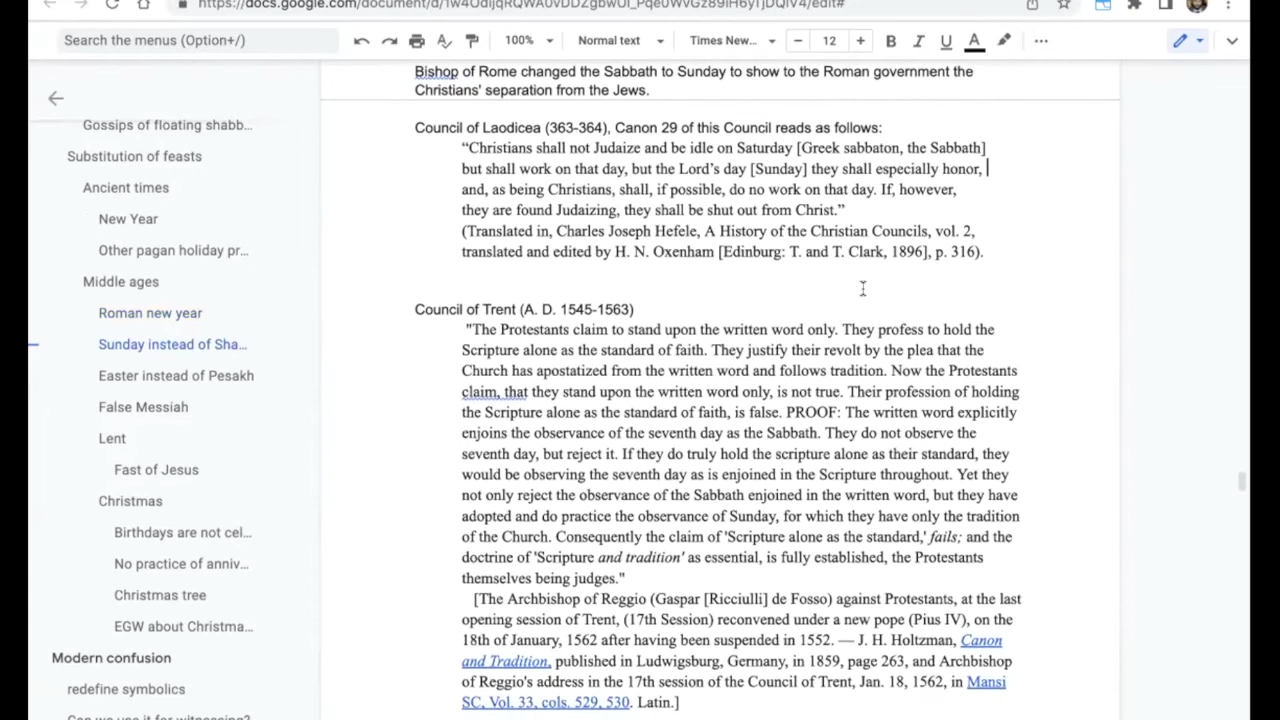 https://docs.google.com/document/d/
Search the menus (Option+/)
100%
Normal text
Times New...
12
B
I
U
A
Gossips of floating shabb...
Substitution of feasts
Ancient times
New Year
Other pagan holiday pr...
Middle ages
Roman new year
Sunday instead of Sha...
Easter instead of Pesakh
False Messiah
Lent
Fast of Jesus
Christmas
Birthdays are not cel...
No practice of anniv...
Christmas tree
EGW about Christma...
Modern confusion
redefine symbolics
Can we use it for witnessing?
Bishop of Rome changed the Sabbath to Sunday to show to the Roman government the
Christians' separation from the Jews.
Council of Laodicea (363-364), Canon 29 of this Council reads as follows:
“Christians shall not Judaize and be idle on Saturday [Greek sabbaton, the Sabbath]
but shall work on that day, but the Lord’s day [Sunday] they shall especially honor,
and, as being Christians, shall, if possible, do no work on that day. If, however,
they are found Judaizing, they shall be shut out from Christ.”
(Translated in, Charles Joseph Hefele, A History of the Christian Councils, vol. 2,
translated and edited by H. N. Oxenham [Edinburg: T. and T. Clark, 1896], p. 316).
Council of Trent (A. D. 1545-1563)
"The Protestants claim to stand upon the written word only. They profess to hold the
Scripture alone as the standard of faith. They justify their revolt by the plea that the
Church has apostatized from the written word and follows tradition. Now the Protestants
claim, that they stand upon the written word only, is not true. Their profession of holding
the Scripture alone as the standard of faith, is false. PROOF: The written word explicitly
enjoins the observance of the seventh day as the Sabbath. They do not observe the
seventh day, but reject it. If they do truly hold the scripture alone as their standard, they
would be observing the seventh day as is enjoined in the Scripture throughout. Yet they
not only reject the observance of the Sabbath enjoined in the written word, but they have
adopted and do practice the observance of Sunday, for which they have only the tradition
of the Church. Consequently the claim of 'Scripture alone as the standard,' fails; and the
doctrine of 'Scripture and tradition' as essential, is fully established, the Protestants
themselves being judges."
[The Archbishop of Reggio (Gaspar [Ricciulli] de Fosso) against Protestants, at the last
opening session of Trent, (17th Session) reconvened under a new pope (Pius IV), on the
18th of January, 1562 after having been suspended in 1552. — J. H. Holtzman, Canon
and Tradition, published in Ludwigsburg, Germany, in 1859, page 263, and Archbishop
of Reggio's address in the 17th session of the Council of Trent, Jan. 18, 1562, in Mansi
SC, Vol. 33, cols. 529, 530. Latin.]